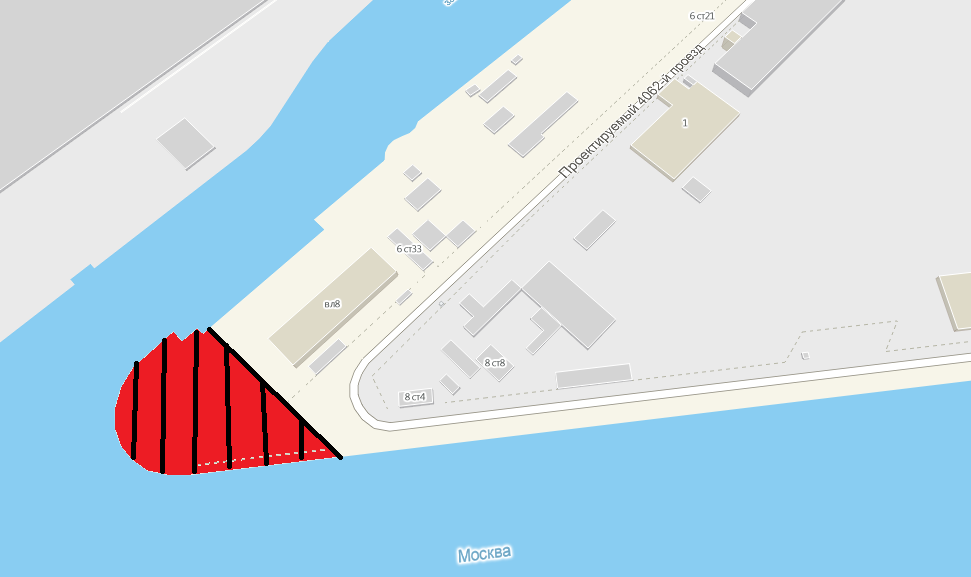 6 ст21
Проектируемый 4062-й проезд
1
6 ст33
вл8
8 ст8
8 ст4
Москва